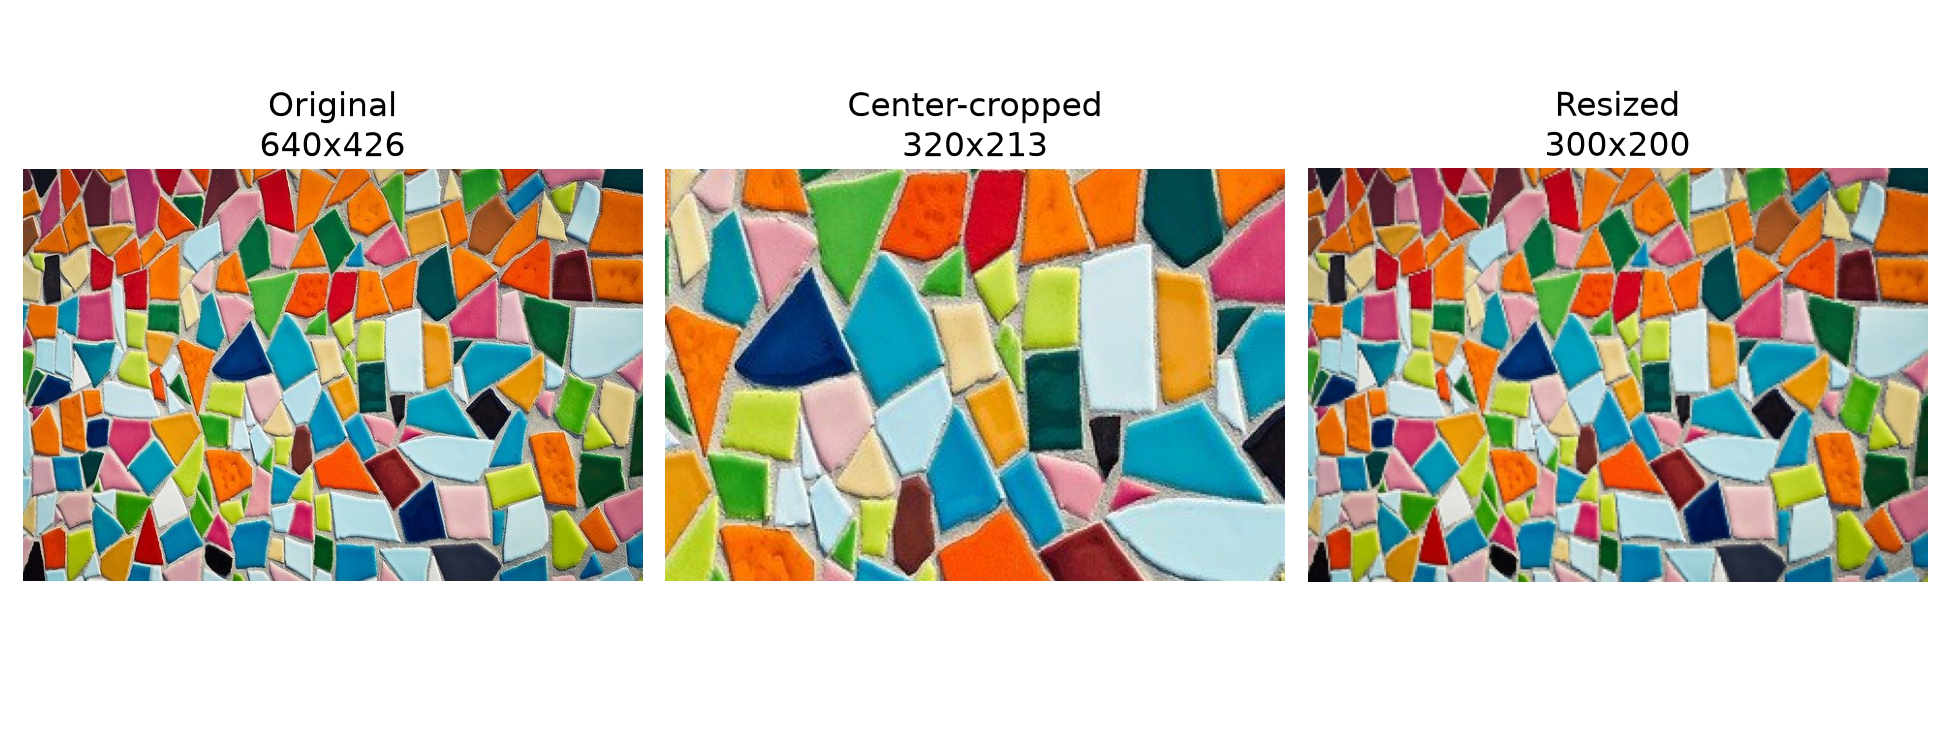 Original
640x426
Center-cropped
320x213
Resized
300x200